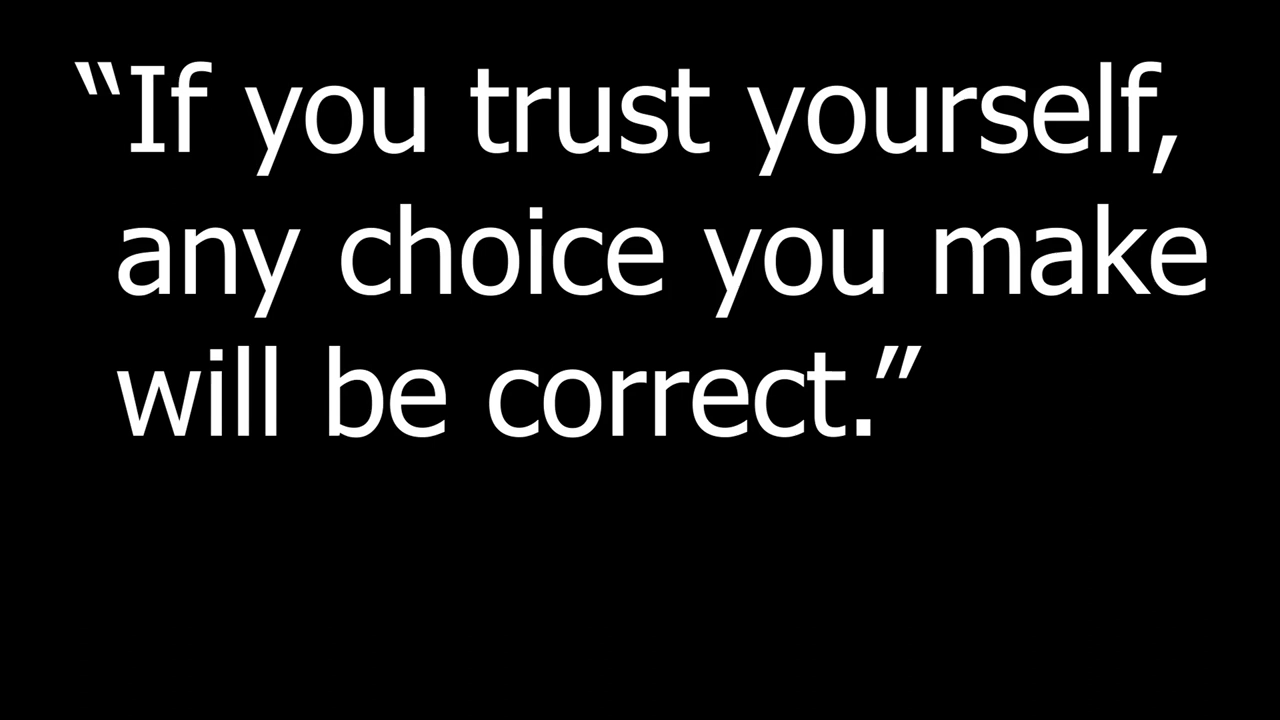 “If you trust yourself,
any choice you make
will be correct.”